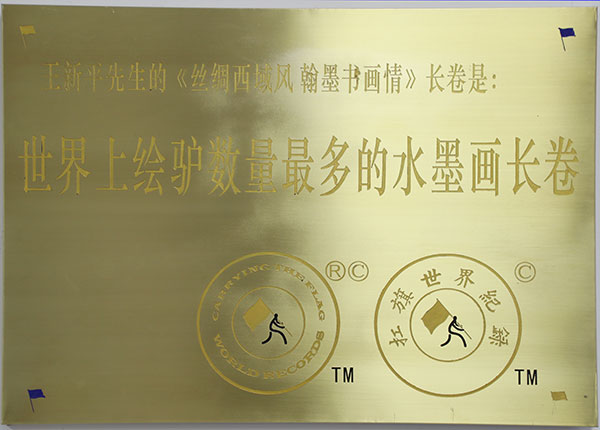 王新平先生的《丝绸西域风 翰墨书画情》长卷是：
世界上绘驴数量最多的水墨画长卷
CARRYING THE FLAG
WORLD RECORDS
®©
TM
扛旗世界纪录
©
TM